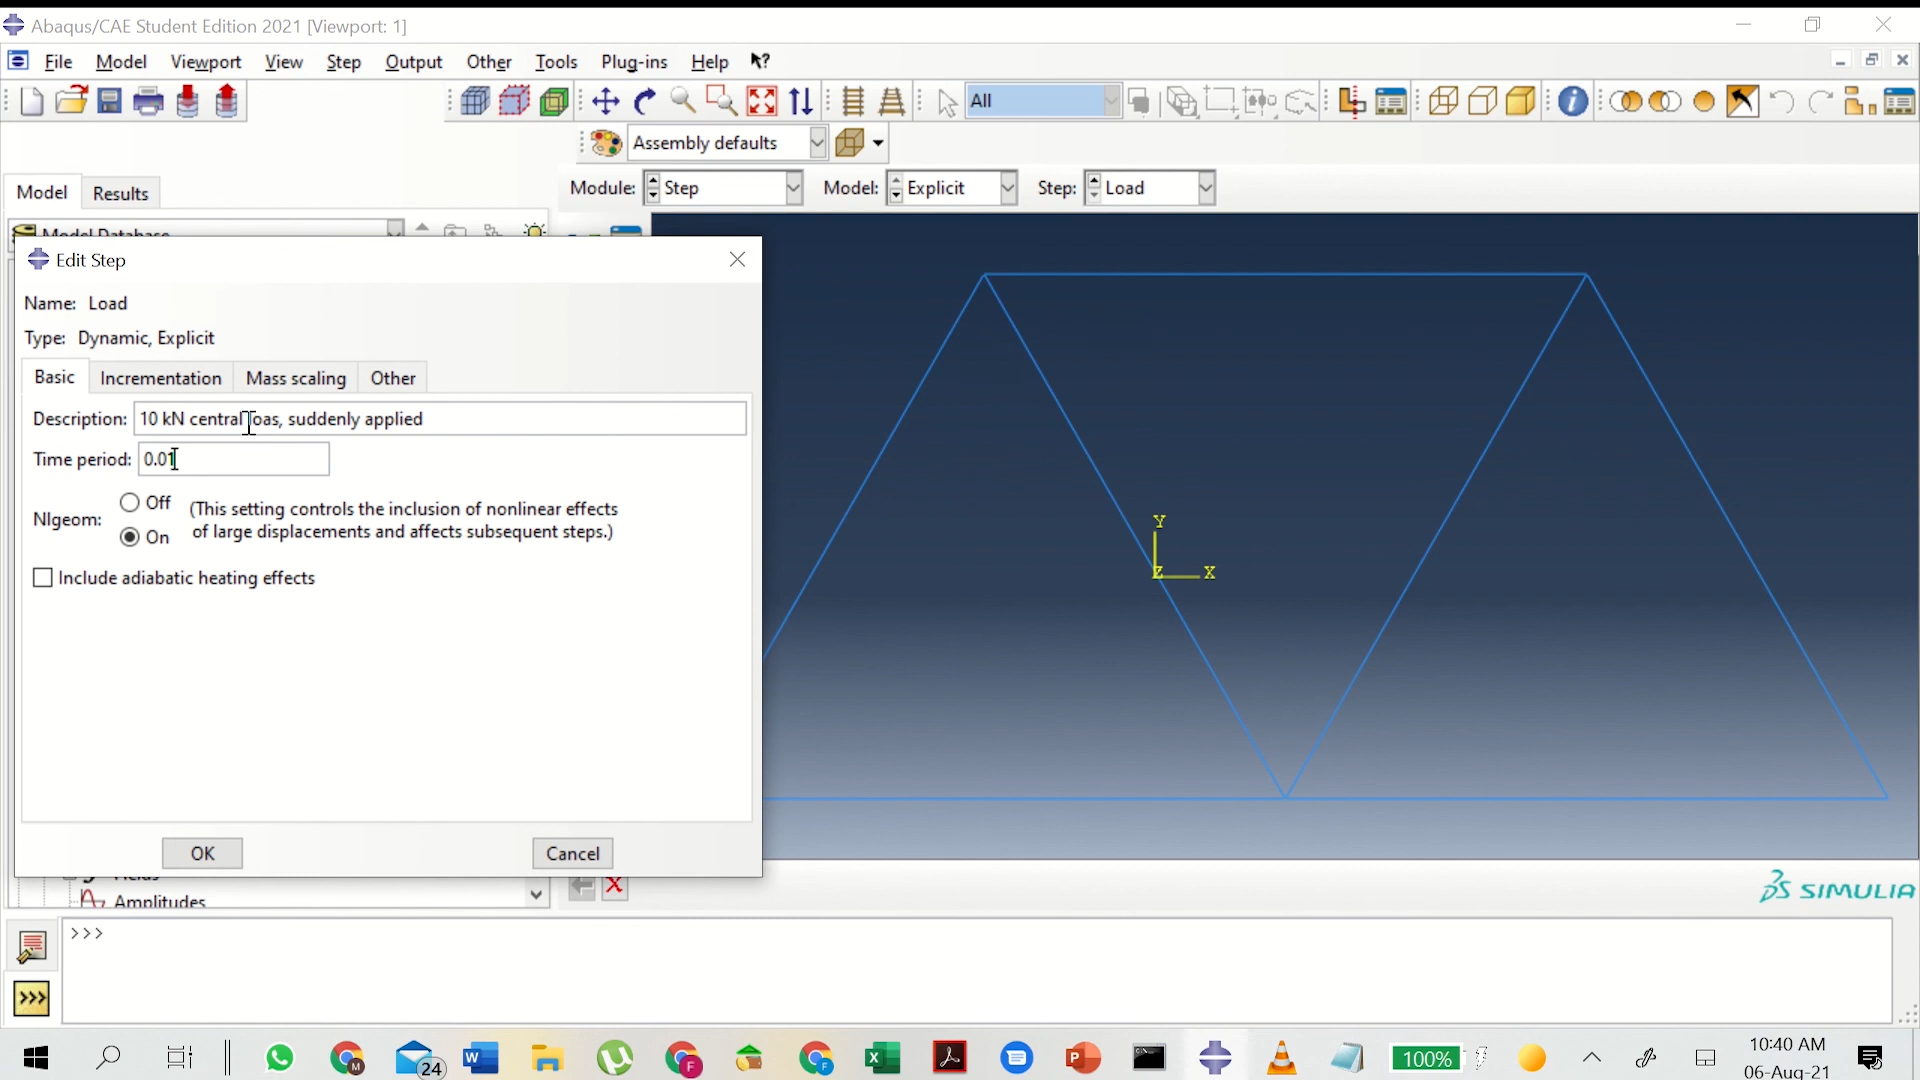 Abaqus/CAE Student Edition 2021 [Viewport: 1]
File Model Viewport View Step Output Other Tools Plug-ins Help
All
Assembly defaults
Model Results
Module: Step Model: Explicit Step: Load
Model Database
Edit Step
Name: Load
Type: Dynamic, Explicit
Basic Incrementation Mass scaling Other
Description: 10 kN central loas, suddenly applied
Time period: 0.01
Nlgeom: Off On
(This setting controls the inclusion of nonlinear effects
of large displacements and affects subsequent steps.)
Include adiabatic heating effects
OK Cancel
Y
Z X
Fields
Amplitudes
SIMULIA
>>>
>>>
24
M
F
F
100%
10:40 AM
06-Aug-21